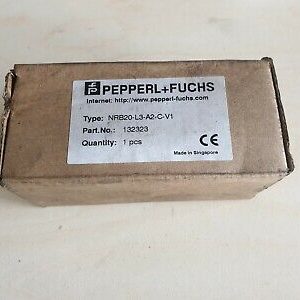 PEPPERL+FUCHS
Internet: http://www.pepperl-fuchs.com
Type: NRB20-L3-A2-C-V1
Part.No.: 132323
Quantity: 1 pcs
CE
Made in Singapore